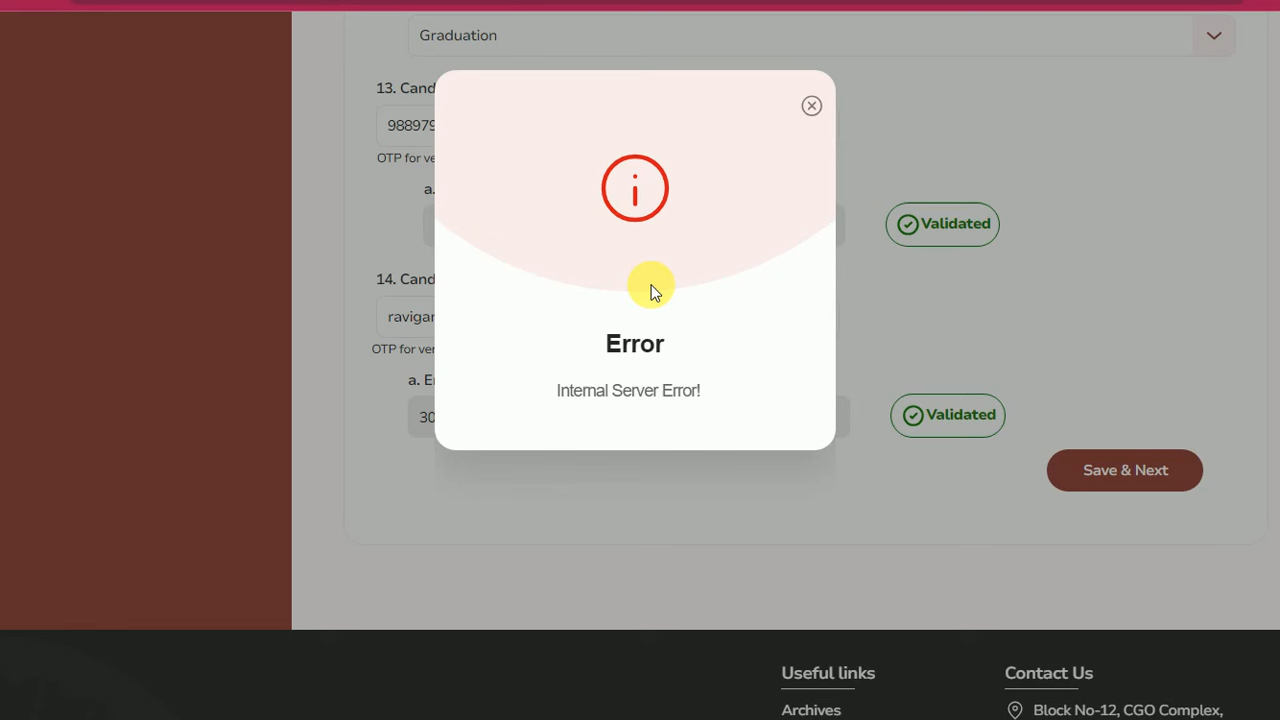 Graduation
13. Cand
988979
OTP for ve
a.
Validated
14. Cand
ravigar
OTP for ver
a. E
30
Validated
Error
Internal Server Error!
Save & Next
Useful links
Contact Us
Archives
Block No-12, CGO Complex,